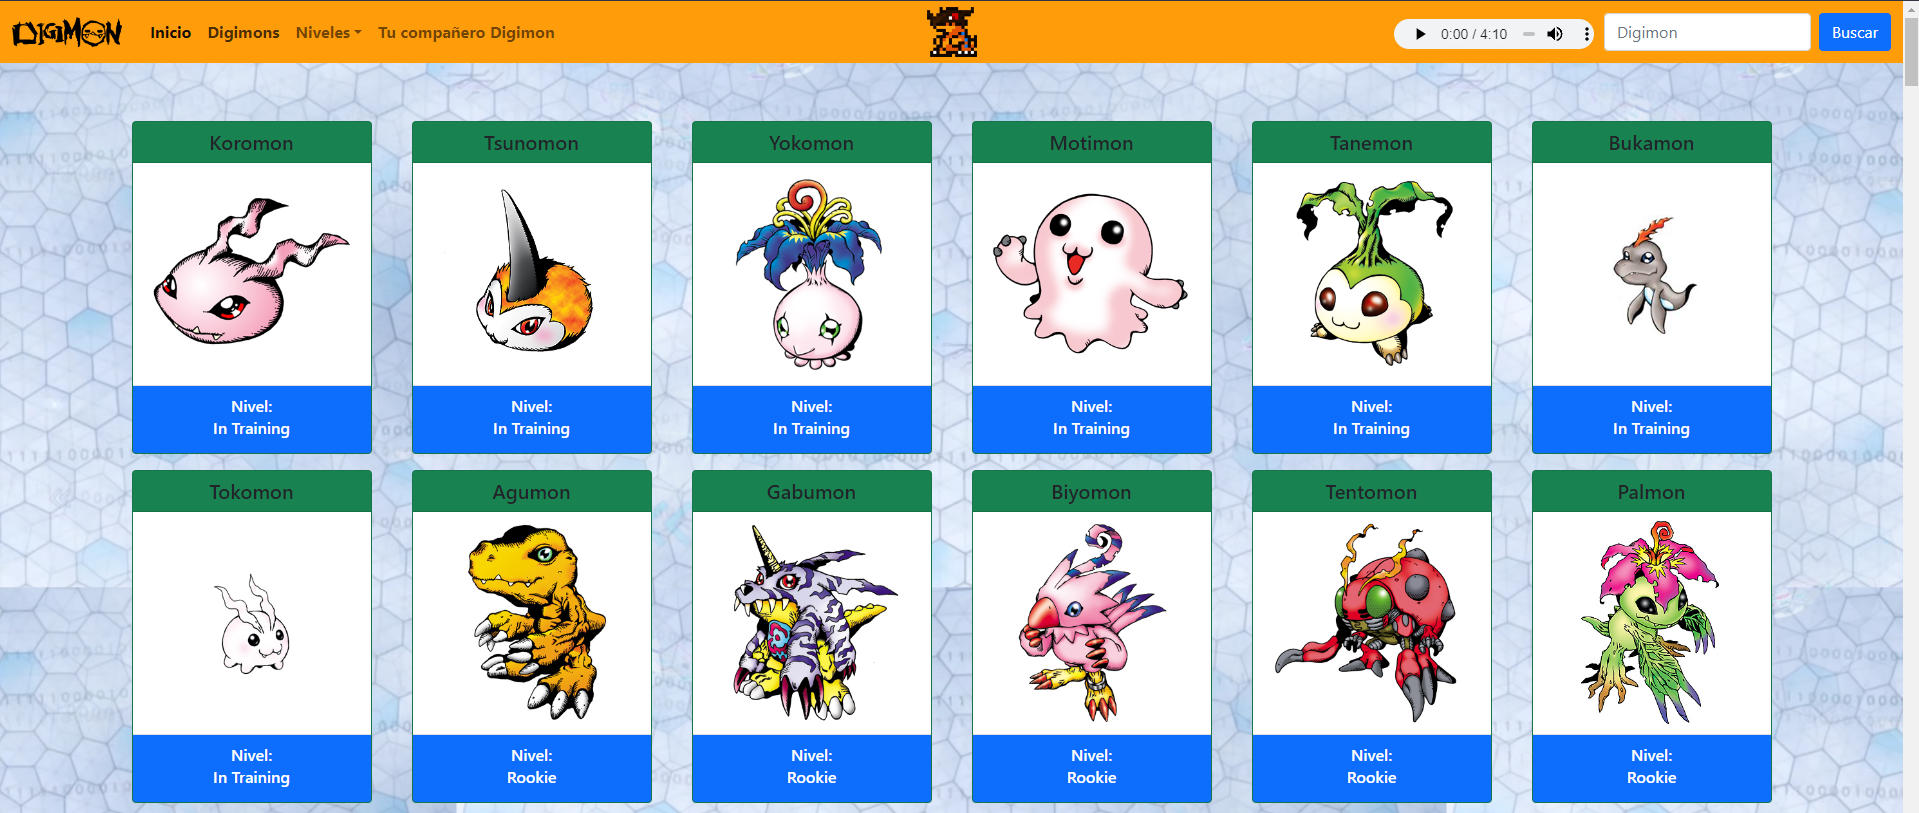 DIGIMON
Inicio Digimons Niveles Tu compañero Digimon
0:00 / 4:10
Digimon
Buscar
Koromon
Nivel:
In Training
Tsunomon
Nivel:
In Training
Yokomon
Nivel:
In Training
Motimon
Nivel:
In Training
Tanemon
Nivel:
In Training
Bukamon
Nivel:
In Training
Tokomon
Nivel:
In Training
Agumon
Nivel:
Rookie
Gabumon
Nivel:
Rookie
Biyomon
Nivel:
Rookie
Tentomon
Nivel:
Rookie
Palmon
Nivel:
Rookie